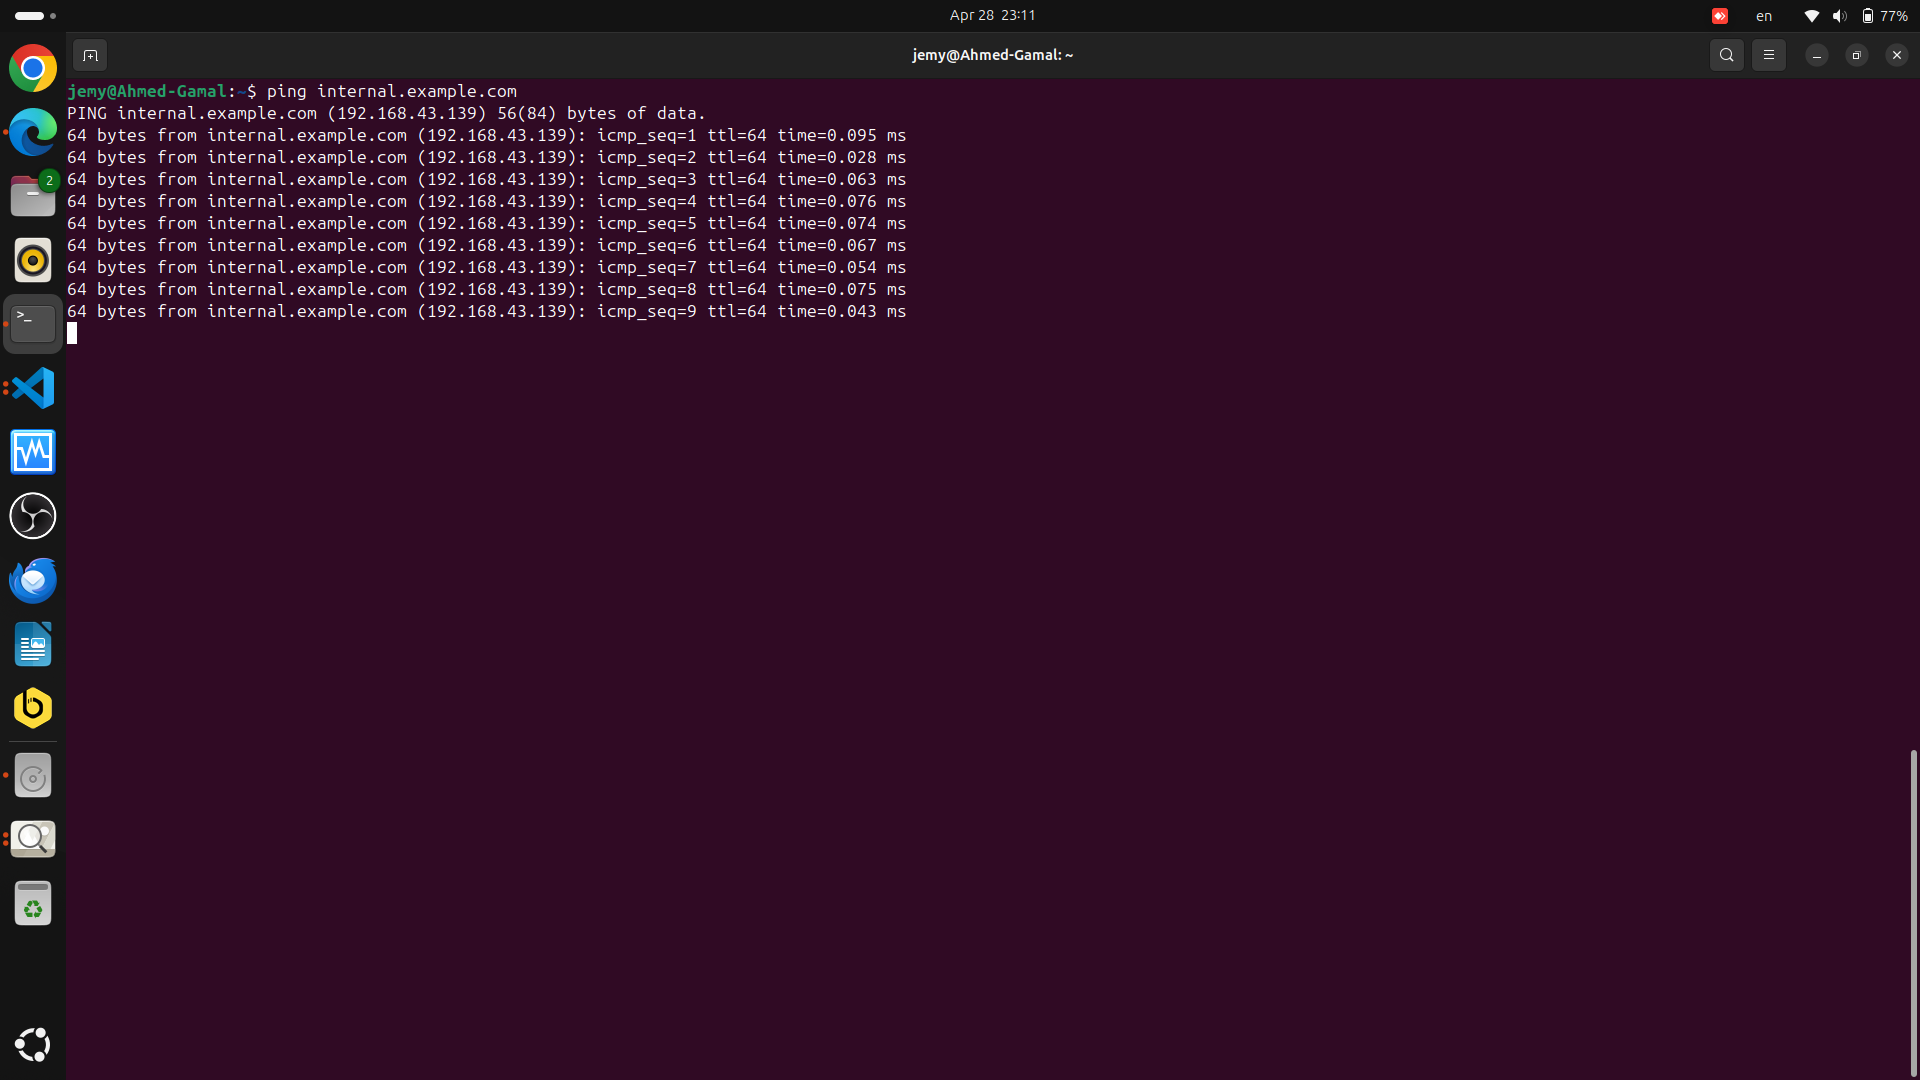 Apr 28 23:11
en
77%
jemy@Ahmed-Gamal: ~
jemy@Ahmed-Gamal:~$ ping internal.example.com
PING internal.example.com (192.168.43.139) 56(84) bytes of data.
64 bytes from internal.example.com (192.168.43.139): icmp_seq=1 ttl=64 time=0.095 ms
64 bytes from internal.example.com (192.168.43.139): icmp_seq=2 ttl=64 time=0.028 ms
64 bytes from internal.example.com (192.168.43.139): icmp_seq=3 ttl=64 time=0.063 ms
64 bytes from internal.example.com (192.168.43.139): icmp_seq=4 ttl=64 time=0.076 ms
64 bytes from internal.example.com (192.168.43.139): icmp_seq=5 ttl=64 time=0.074 ms
64 bytes from internal.example.com (192.168.43.139): icmp_seq=6 ttl=64 time=0.067 ms
64 bytes from internal.example.com (192.168.43.139): icmp_seq=7 ttl=64 time=0.054 ms
64 bytes from internal.example.com (192.168.43.139): icmp_seq=8 ttl=64 time=0.075 ms
64 bytes from internal.example.com (192.168.43.139): icmp_seq=9 ttl=64 time=0.043 ms
2
>_
b